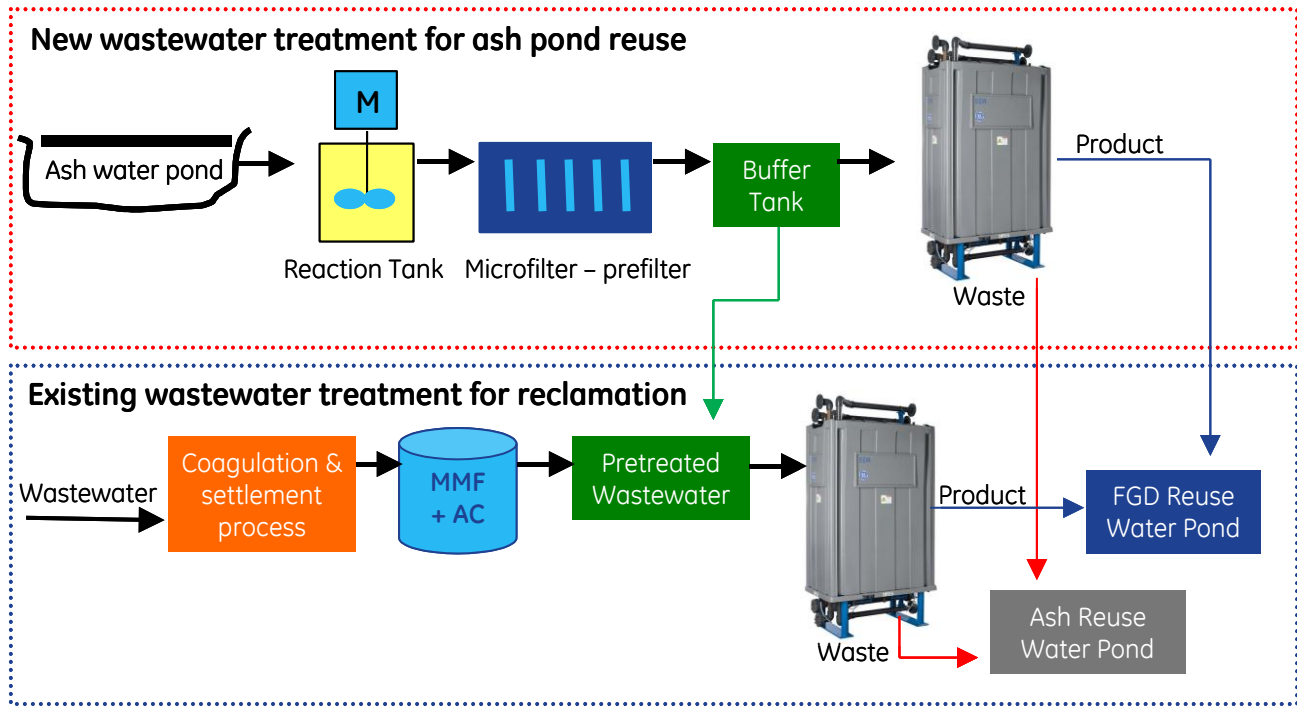 New wastewater treatment for ash pond reuse
M
Ash water pond
Buffer
Tank
Product
Reaction Tank
Microfilter – prefilter
Waste
Existing wastewater treatment for reclamation
Wastewater
Coagulation &
settlement
process
MMF
+ AC
Pretreated
Wastewater
Product
FGD Reuse
Water Pond
Waste
Ash Reuse
Water Pond